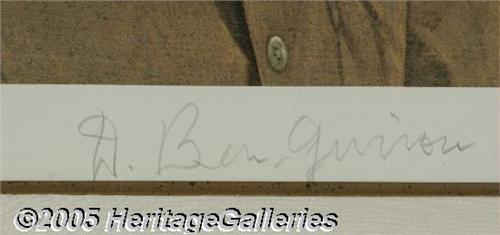 D. Ben-Gurion
©2005 HeritageGalleries